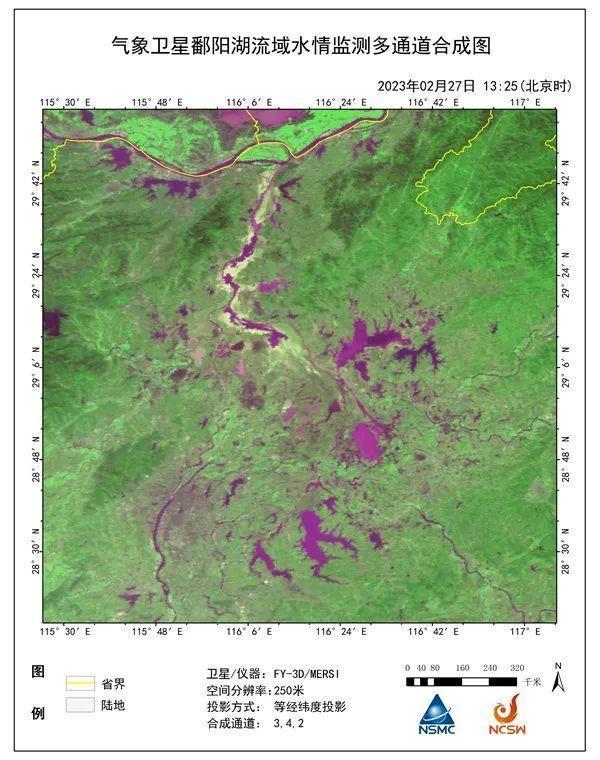 气象卫星鄱阳湖流域水情监测多通道合成图
2023年02月27日 13:25(北京时)
115°30′E 115°48′E 116°6′E 116°24′E 116°42′E 117°E
29°42′N
29°24′N
29°6′N
28°48′N
28°30′N
29°42′N
29°24′N
29°6′N
28°48′N
28°30′N
115°30′E 115°48′E 116°6′E 116°24′E 116°42′E 117°E
图例
省界
陆地
卫星/仪器: FY-3D/MERSI
空间分辨率:250米
投影方式: 等经纬度投影
合成通道: 3,4,2
0 40 80 160 240 320 千米
N
NSMC
NCSW